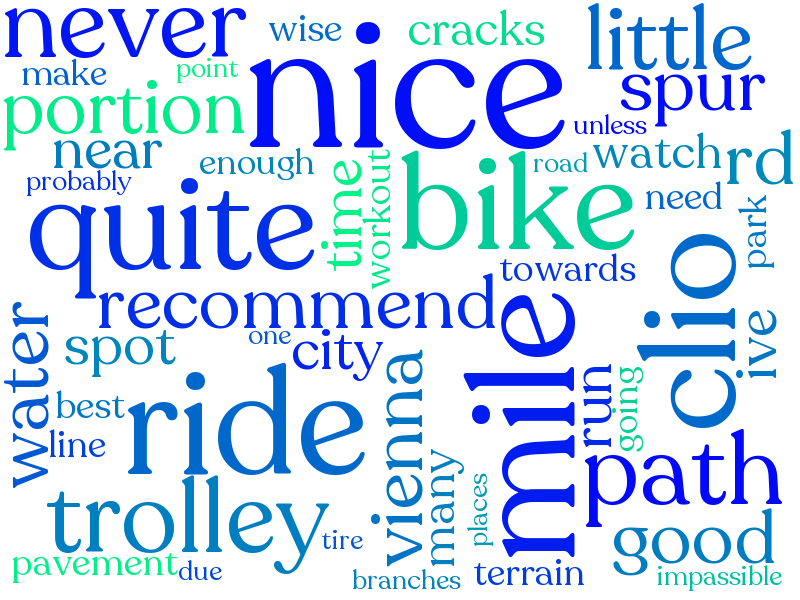 never
wise
cracks
little
make
point
nice
spur
portion
unless
near
enough
probably
time
workout
bike
road
watch
rd
quite
need
park
towards
recommend
clio
mile
water
spot
one
city
ive
best
line
ride
vienna
run
going
path
many
places
trolley
tire
good
pavement
due
branches
terrain
impassible